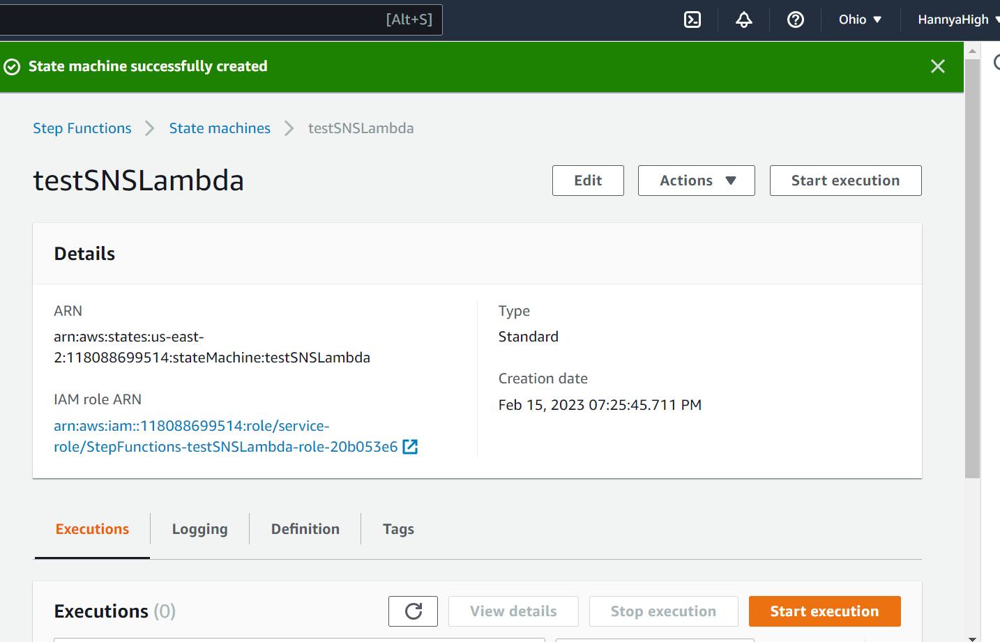 [Alt+S]
Ohio
HannyaHigh
State machine successfully created
Step Functions
State machines
testSNSLambda
testSNSLambda
Edit
Actions
Start execution
Details
ARN
arn:aws:states:us-east-
2:118088699514:stateMachine:testSNSLambda
IAM role ARN
arn:aws:iam::118088699514:role/service-
role/StepFunctions-testSNSLambda-role-20b053e6
Type
Standard
Creation date
Feb 15, 2023 07:25:45.711 PM
Executions
Logging
Definition
Tags
Executions (0)
View details
Stop execution
Start execution